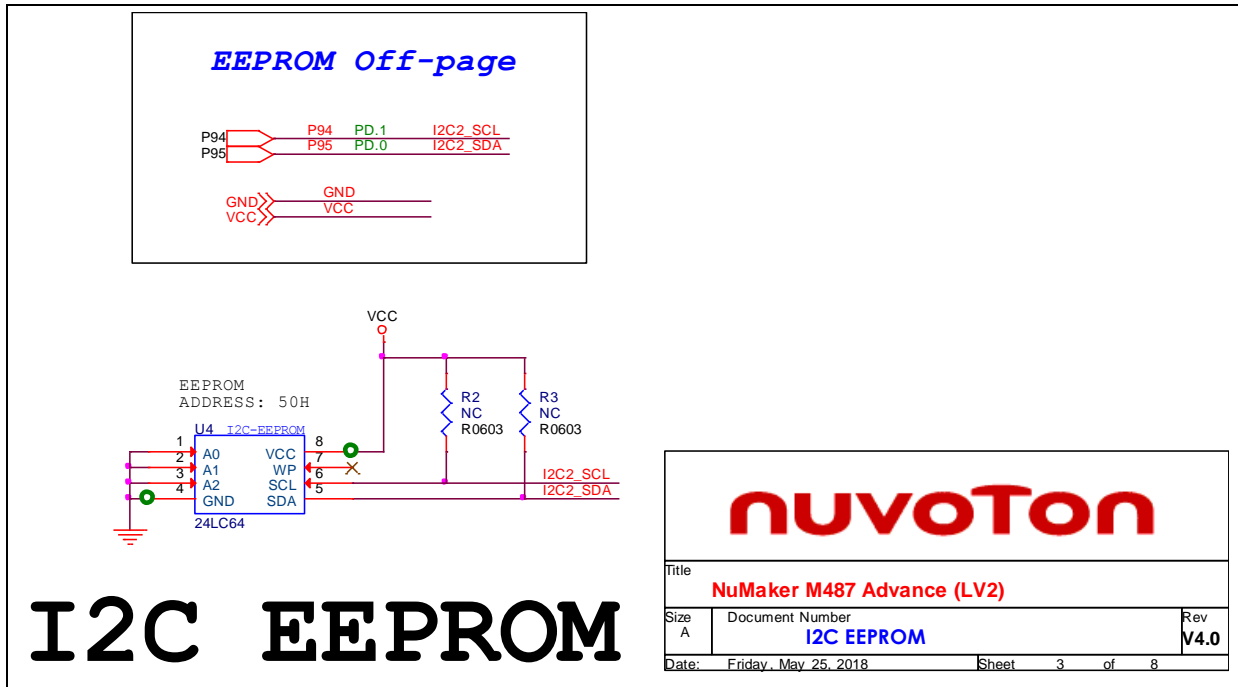 EEPROM Off-page
P94 P94 PD.1 I2C2_SCL
P95 P95 PD.0 I2C2_SDA
GND GND
VCC VCC
VCC
EEPROM
ADDRESS: 50H
R2
NC
R0603
R3
NC
R0603
U4 I2C-EEPROM
1 A0 VCC 8
2 A1 WP 7
3 A2 SCL 6 I2C2_SCL
4 GND SDA 5 I2C2_SDA
24LC64
I2C EEPROM
nuvoTon
Title
NuMaker M487 Advance (LV2)
Size Document Number Rev
A I2C EEPROM V4.0
Date: Friday, May 25, 2018 Sheet 3 of 8